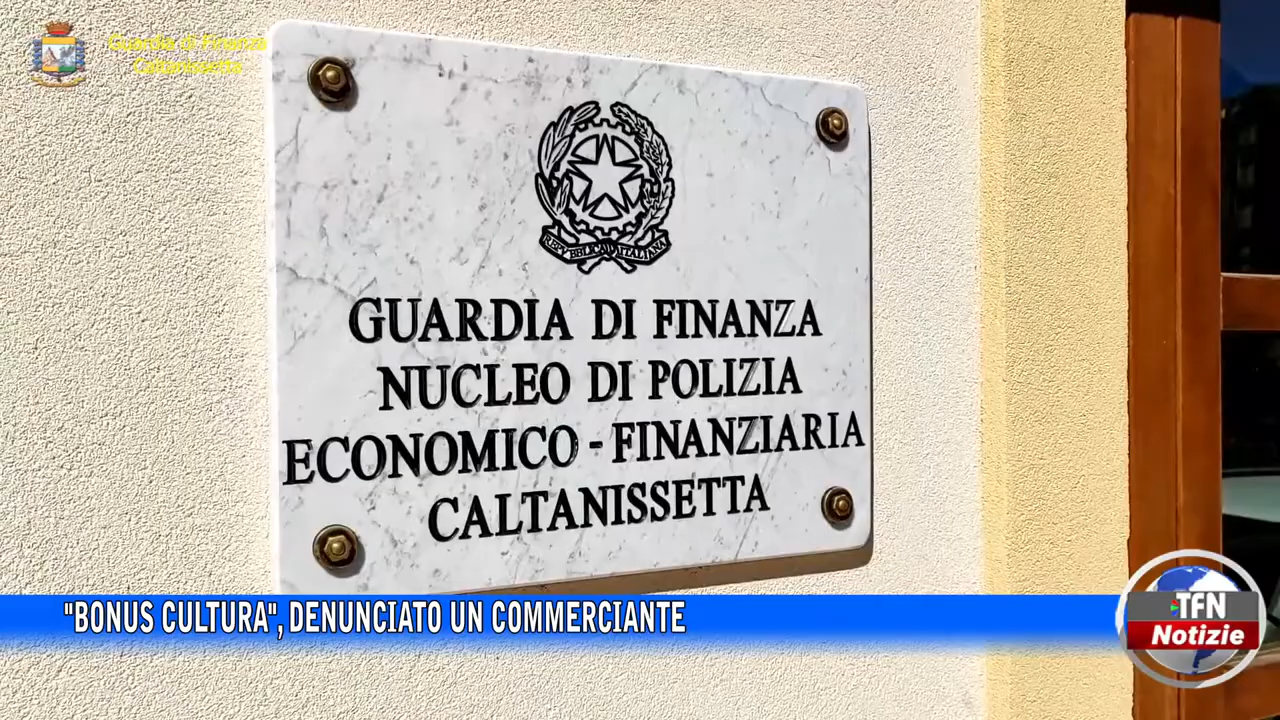 Guardia di Finanza
Caltanissetta
REPVBBLICA ITALIANA
GUARDIA DI FINANZA
NUCLEO DI POLIZIA
ECONOMICO - FINANZIARIA
CALTANISSETTA
"BONUS CULTURA", DENUNCIATO UN COMMERCIANTE
TFN
Notizie